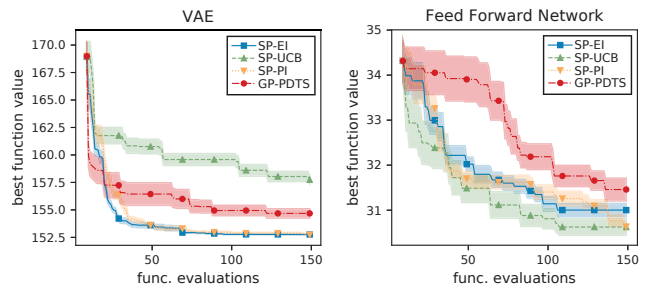 VAE
best function value
170.0
167.5
165.0
162.5
160.0
157.5
155.0
152.5
50
100
150
func. evaluations
SP-EI
SP-UCB
SP-PI
GP-PDTS
Feed Forward Network
best function value
35
34
33
32
31
50
100
150
func. evaluations
SP-EI
SP-UCB
SP-PI
GP-PDTS